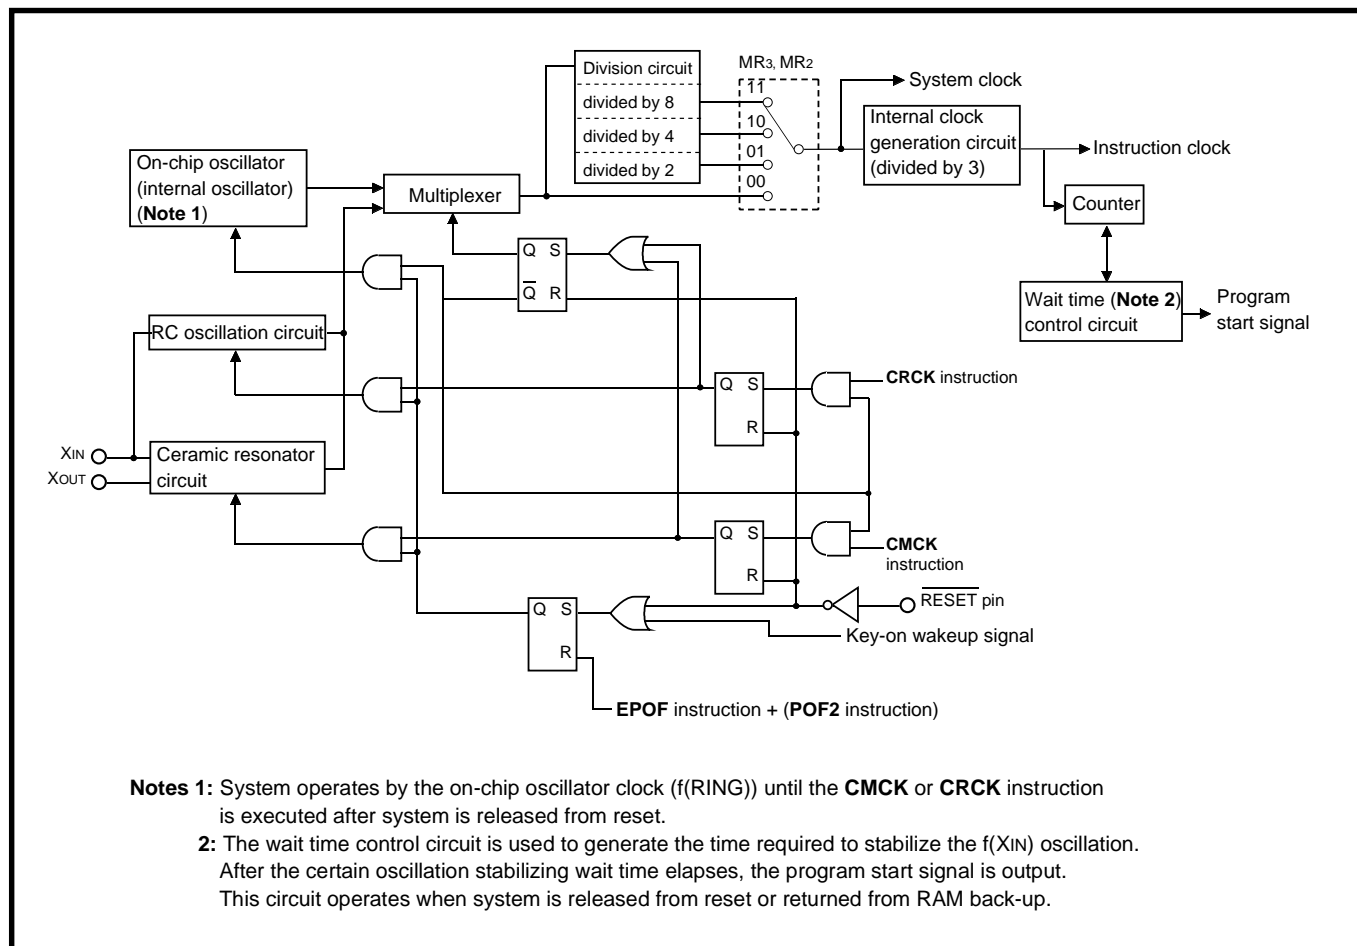 Division circuit
divided by 8
divided by 4
divided by 2
MR3, MR2
11
10
01
00
System clock
Internal clock
generation circuit
(divided by 3)
Instruction clock
Counter
Wait time (Note 2)
control circuit
Program
start signal
On-chip oscillator
(internal oscillator)
(Note 1)
Multiplexer
Q S
Q R
RC oscillation circuit
Q S
R
CRCK instruction
XIN
XOUT
Ceramic resonator
circuit
Q S
R
CMCK
instruction
RESET pin
Key-on wakeup signal
Q S
R
EPOF instruction + (POF2 instruction)
Notes 1: System operates by the on-chip oscillator clock (f(RING)) until the CMCK or CRCK instruction
is executed after system is released from reset.
2: The wait time control circuit is used to generate the time required to stabilize the f(XIN) oscillation.
After the certain oscillation stabilizing wait time elapses, the program start signal is output.
This circuit operates when system is released from reset or returned from RAM back-up.